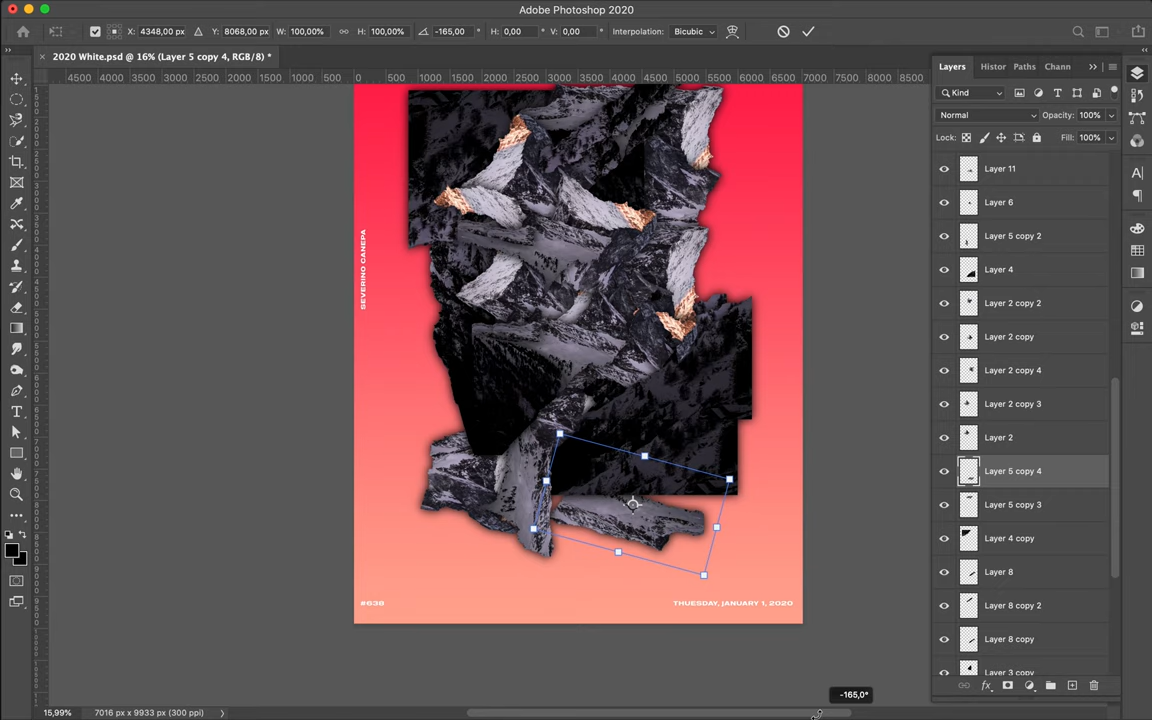 Adobe Photoshop 2020
X: 4348,00 px Y: 8068,00 px W: 100,00% H: 100,00% -165,00 ° H: 0,00 ° V: 0,00 ° Interpolation: Bicubic
2020 White.psd @ 16% (Layer 5 copy 4, RGB/8) *
4500 4000 3500 3000 2500 2000 1500 1000 500 0 500 1000 1500 2000 2500 3000 3500 4000 4500 5000 5500 6000 6500 7000 7500 8000 8500
Layers Histor Paths Chann
Kind
Normal Opacity: 100%
Lock: Fill: 100%
Layer 11
Layer 6
Layer 5 copy 2
Layer 4
Layer 2 copy 2
Layer 2 copy
Layer 2 copy 4
Layer 2 copy 3
Layer 2
Layer 5 copy 4
Layer 5 copy 3
Layer 4 copy
Layer 8
Layer 8 copy 2
Layer 8 copy
Layer 3 copy
SEVERINO CANEPA
#638 THUESDAY, JANUARY 1, 2020
-165,0°
15,99% 7016 px x 9933 px (300 ppi)